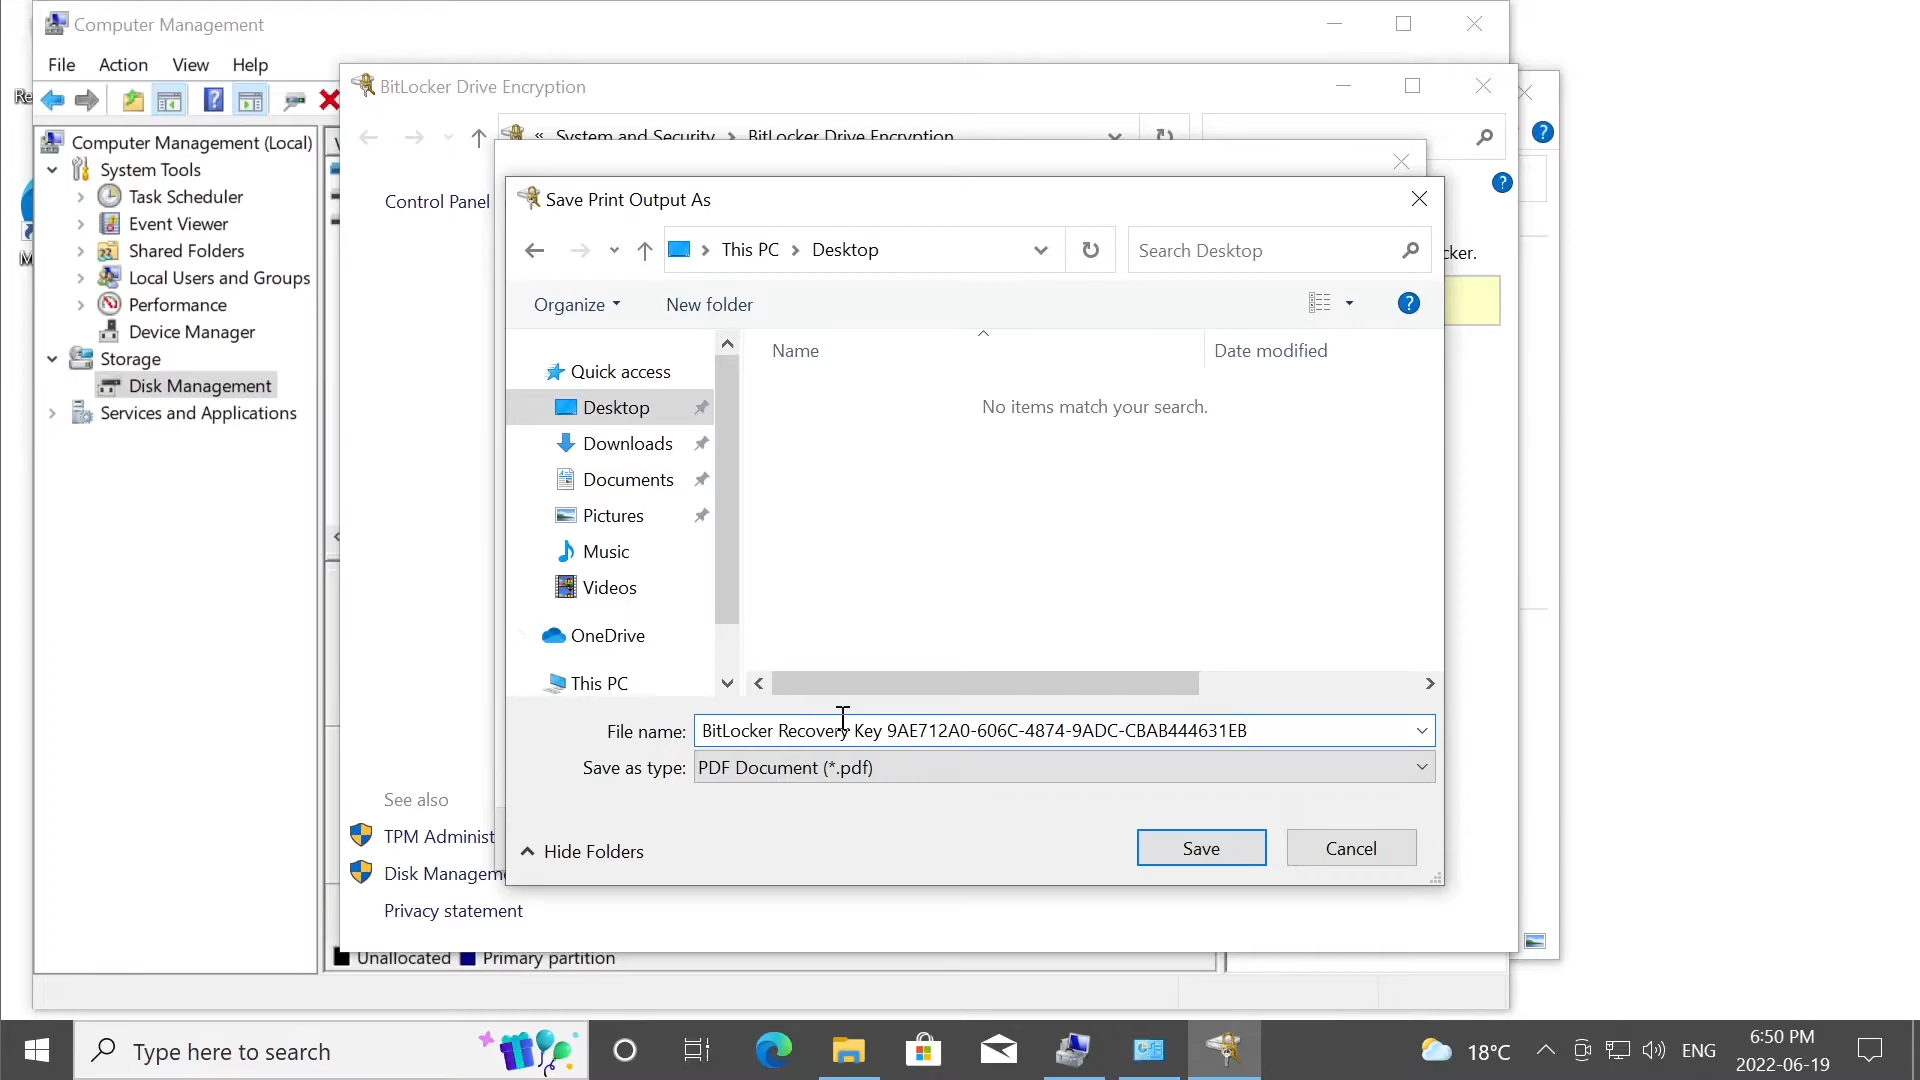 Computer Management
File Action View Help
BitLocker Drive Encryption
« System and Security > BitLocker Drive Encryption
Computer Management (Local)
System Tools
Task Scheduler
Event Viewer
Shared Folders
Local Users and Groups
Performance
Device Manager
Storage
Disk Management
Services and Applications
Control Panel
cker.
Save Print Output As
This PC > Desktop
Search Desktop
Organize New folder
Name Date modified
No items match your search.
Quick access
Desktop
Downloads
Documents
Pictures
Music
Videos
OneDrive
This PC
File name: BitLocker Recovery Key 9AE712A0-606C-4874-9ADC-CBAB444631EB
Save as type: PDF Document (*.pdf)
Hide Folders
Save Cancel
See also
TPM Administ
Disk Managem
Privacy statement
Unallocated Primary partition
Type here to search
18°C
ENG
6:50 PM
2022-06-19